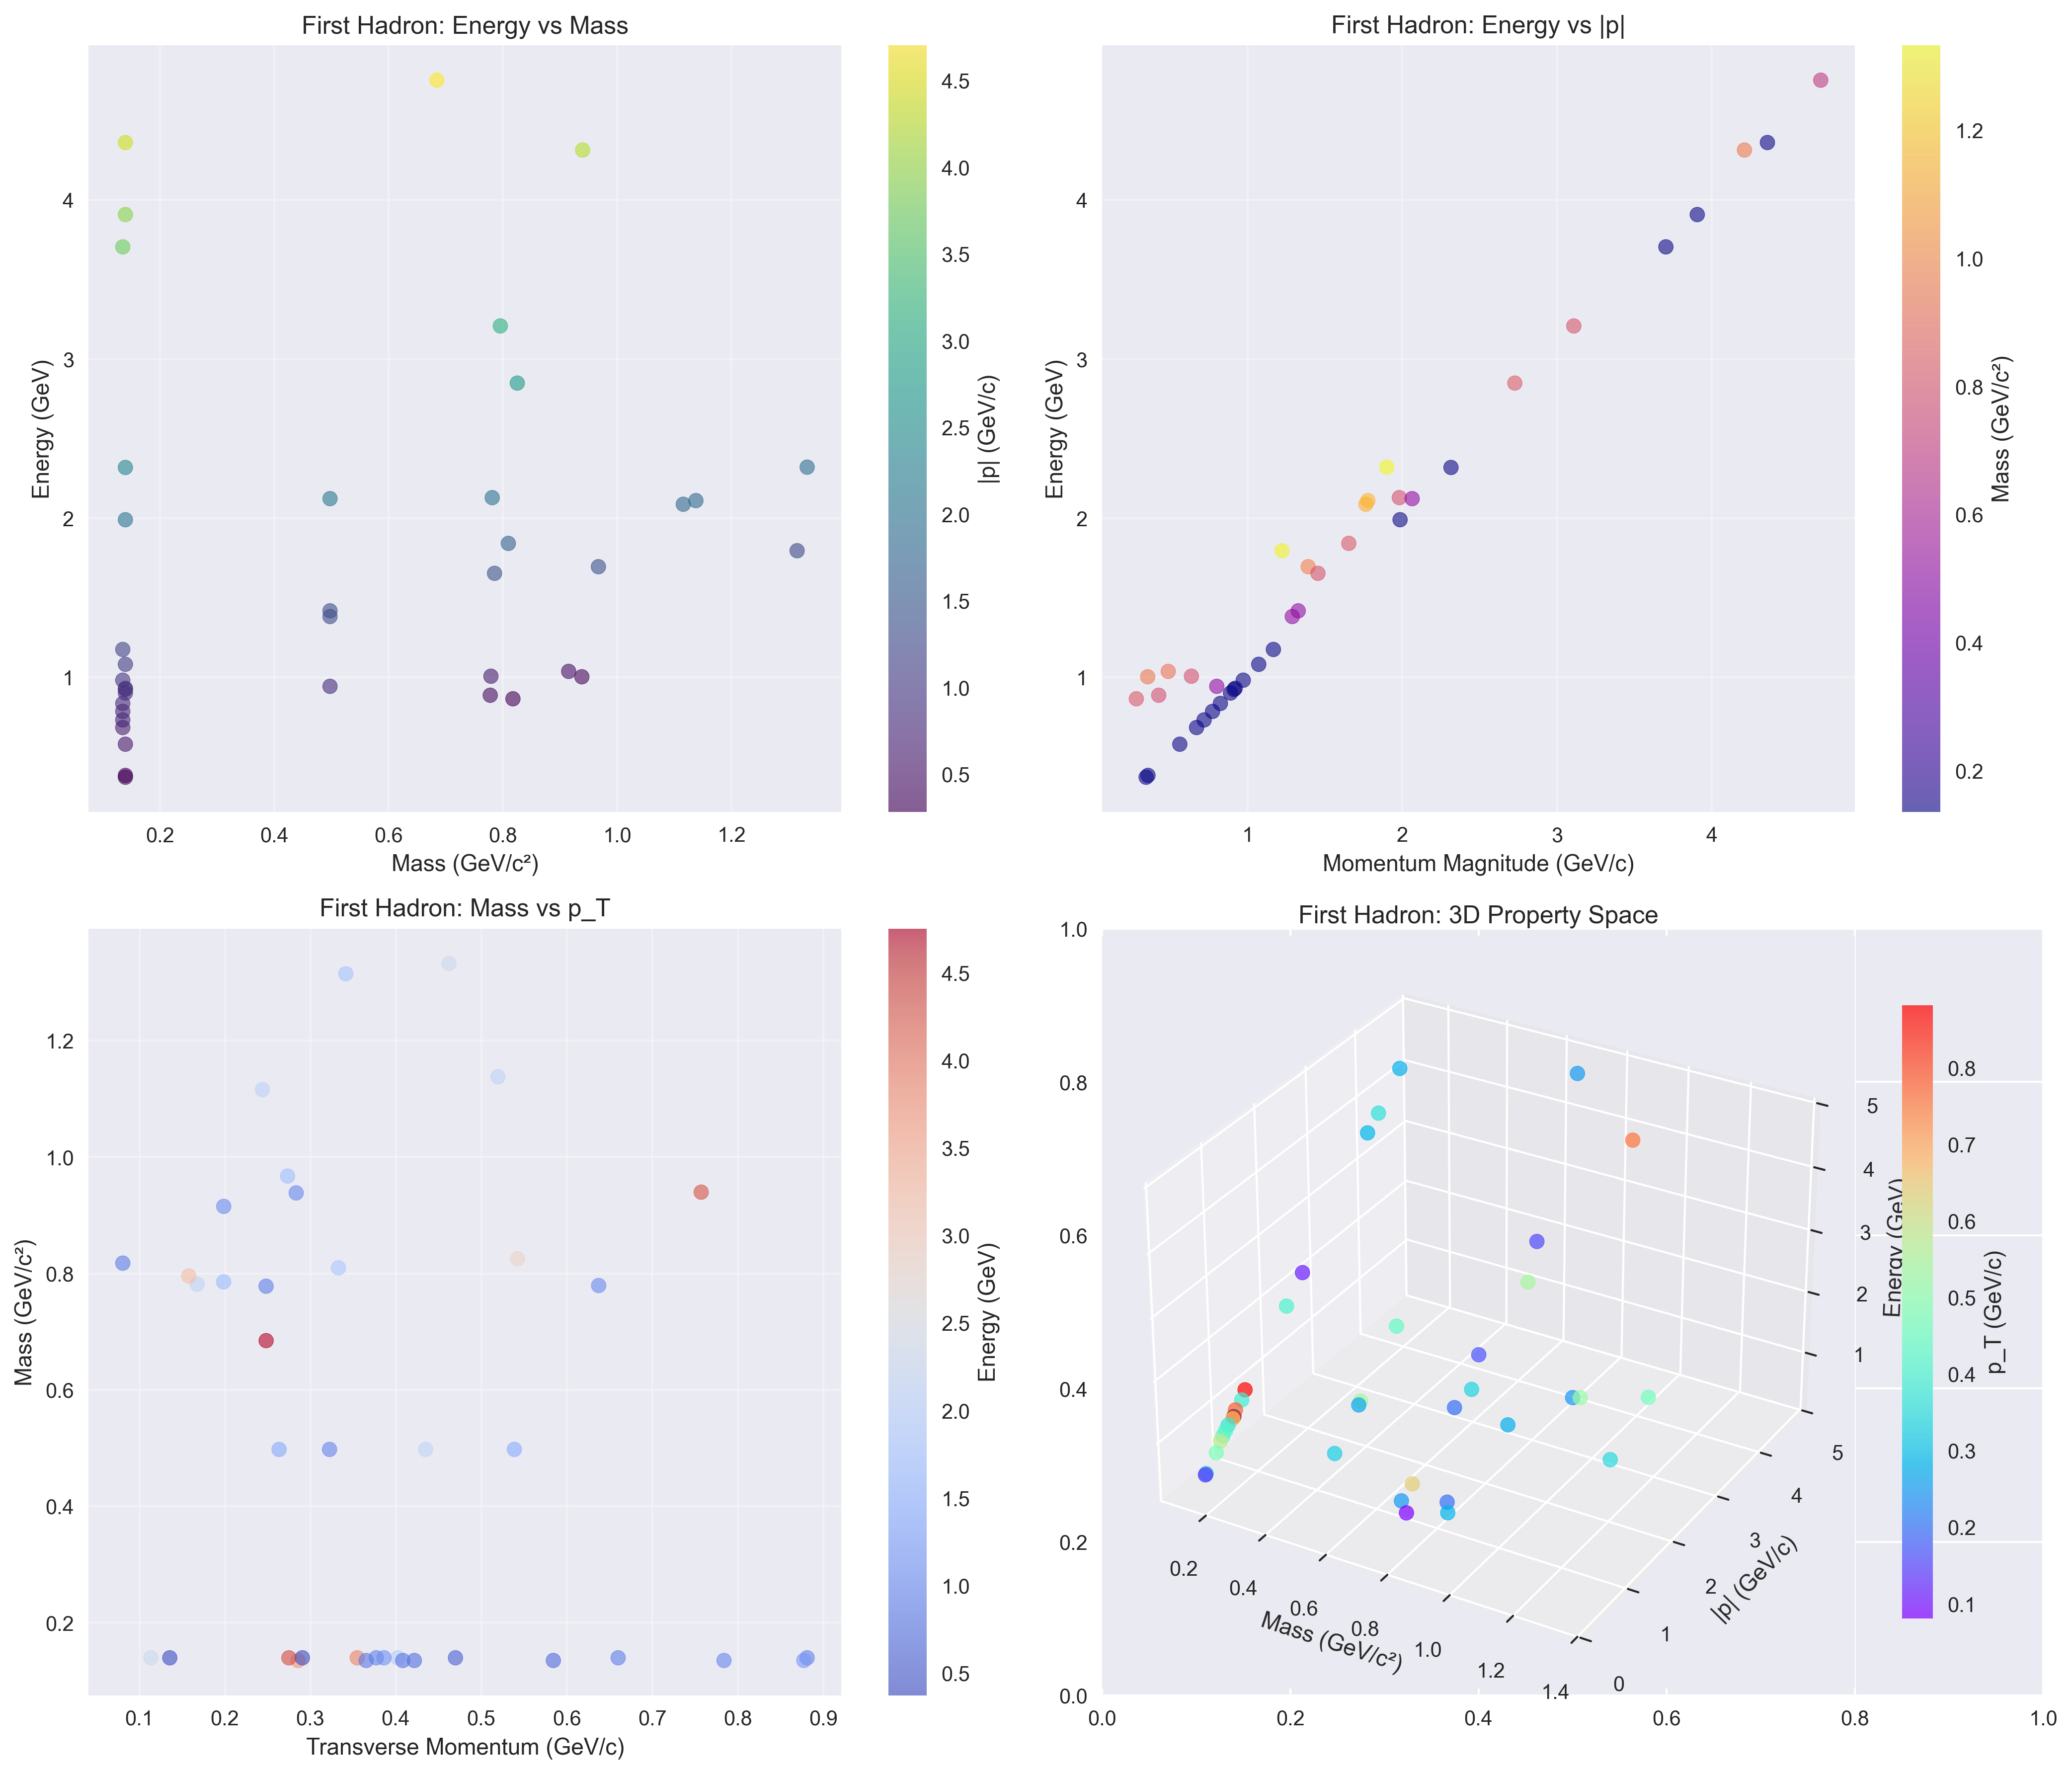 First Hadron: Energy vs Mass
Energy (GeV)
4
3
2
1
0.2 0.4 0.6 0.8 1.0 1.2
Mass (GeV/c²)
4.5
4.0
3.5
3.0
2.5
2.0
1.5
1.0
0.5
|p| (GeV/c)
First Hadron: Energy vs |p|
Energy (GeV)
4
3
2
1
1 2 3 4
Momentum Magnitude (GeV/c)
1.2
1.0
0.8
0.6
0.4
0.2
Mass (GeV/c²)
First Hadron: Mass vs p_T
Mass (GeV/c²)
1.2
1.0
0.8
0.6
0.4
0.2
0.1 0.2 0.3 0.4 0.5 0.6 0.7 0.8 0.9
Transverse Momentum (GeV/c)
4.5
4.0
3.5
3.0
2.5
2.0
1.5
1.0
0.5
Energy (GeV)
First Hadron: 3D Property Space
1.0
0.8
0.6
0.4
0.2
0.0
0.0 0.2 0.4 0.6 0.8 1.0
0.2 0.4 0.6 0.8 1.0 1.2 1.4
Mass (GeV/c²)
0 1 2 3 4 5
|p| (GeV/c)
5
4
3
2
1
Energy (GeV)
0.8
0.7
0.6
0.5
0.4
0.3
0.2
0.1
p_T (GeV/c)